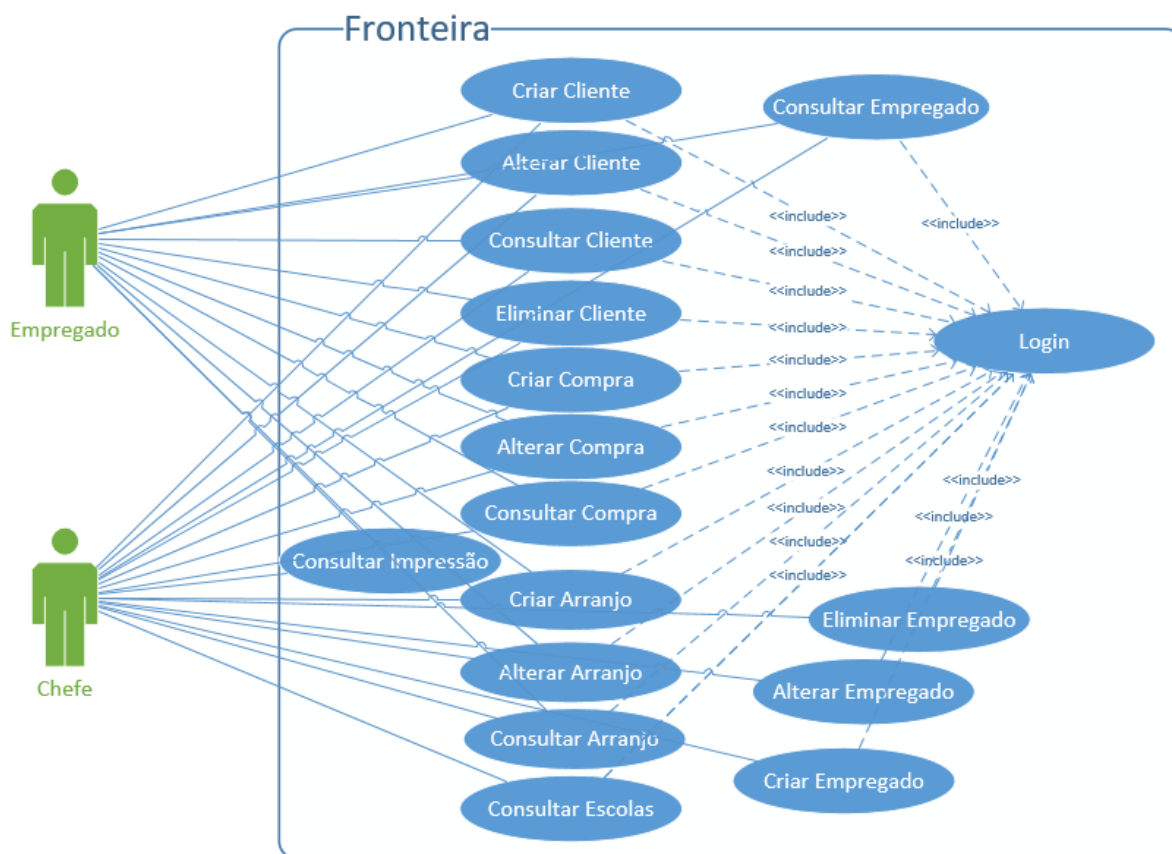 Fronteira
Criar Cliente
Consultar Empregado
Alterar Cliente
<<include>>
<<include>>
Consultar Cliente
<<include>>
<<include>>
Eliminar Cliente
<<include>>
Login
Empregado
<<include>>
Criar Compra
<<include>>
<<include>>
Alterar Compra
<<include>>
<<include>>
Consultar Compra
<<include>>
<<include>>
<<include>>
Consultar Impressão
<<include>>
<<include>>
Criar Arranjo
Eliminar Empregado
Alterar Arranjo
Chefe
Alterar Empregado
Consultar Arranjo
Criar Empregado
Consultar Escolas